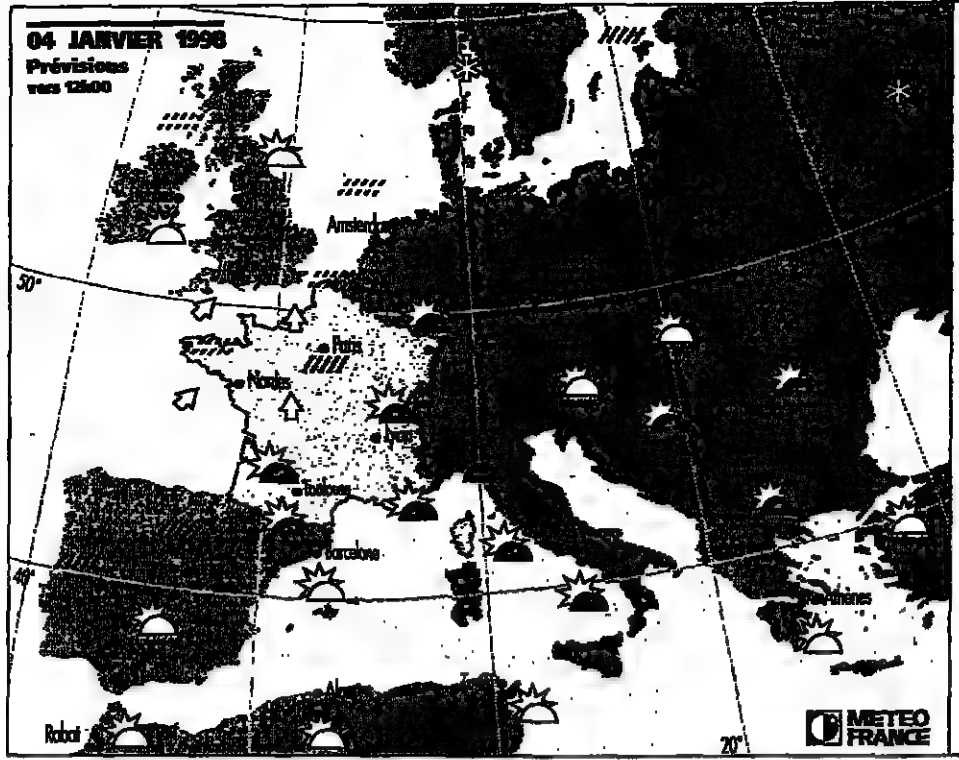 04 JANVIER 1998
Prévisions
vers 12h00
Amsterdam
50°
Paris
Nantes
Lyon
Toulouse
Barcelone
40°
Athènes
Rabat
20°
METEO
FRANCE